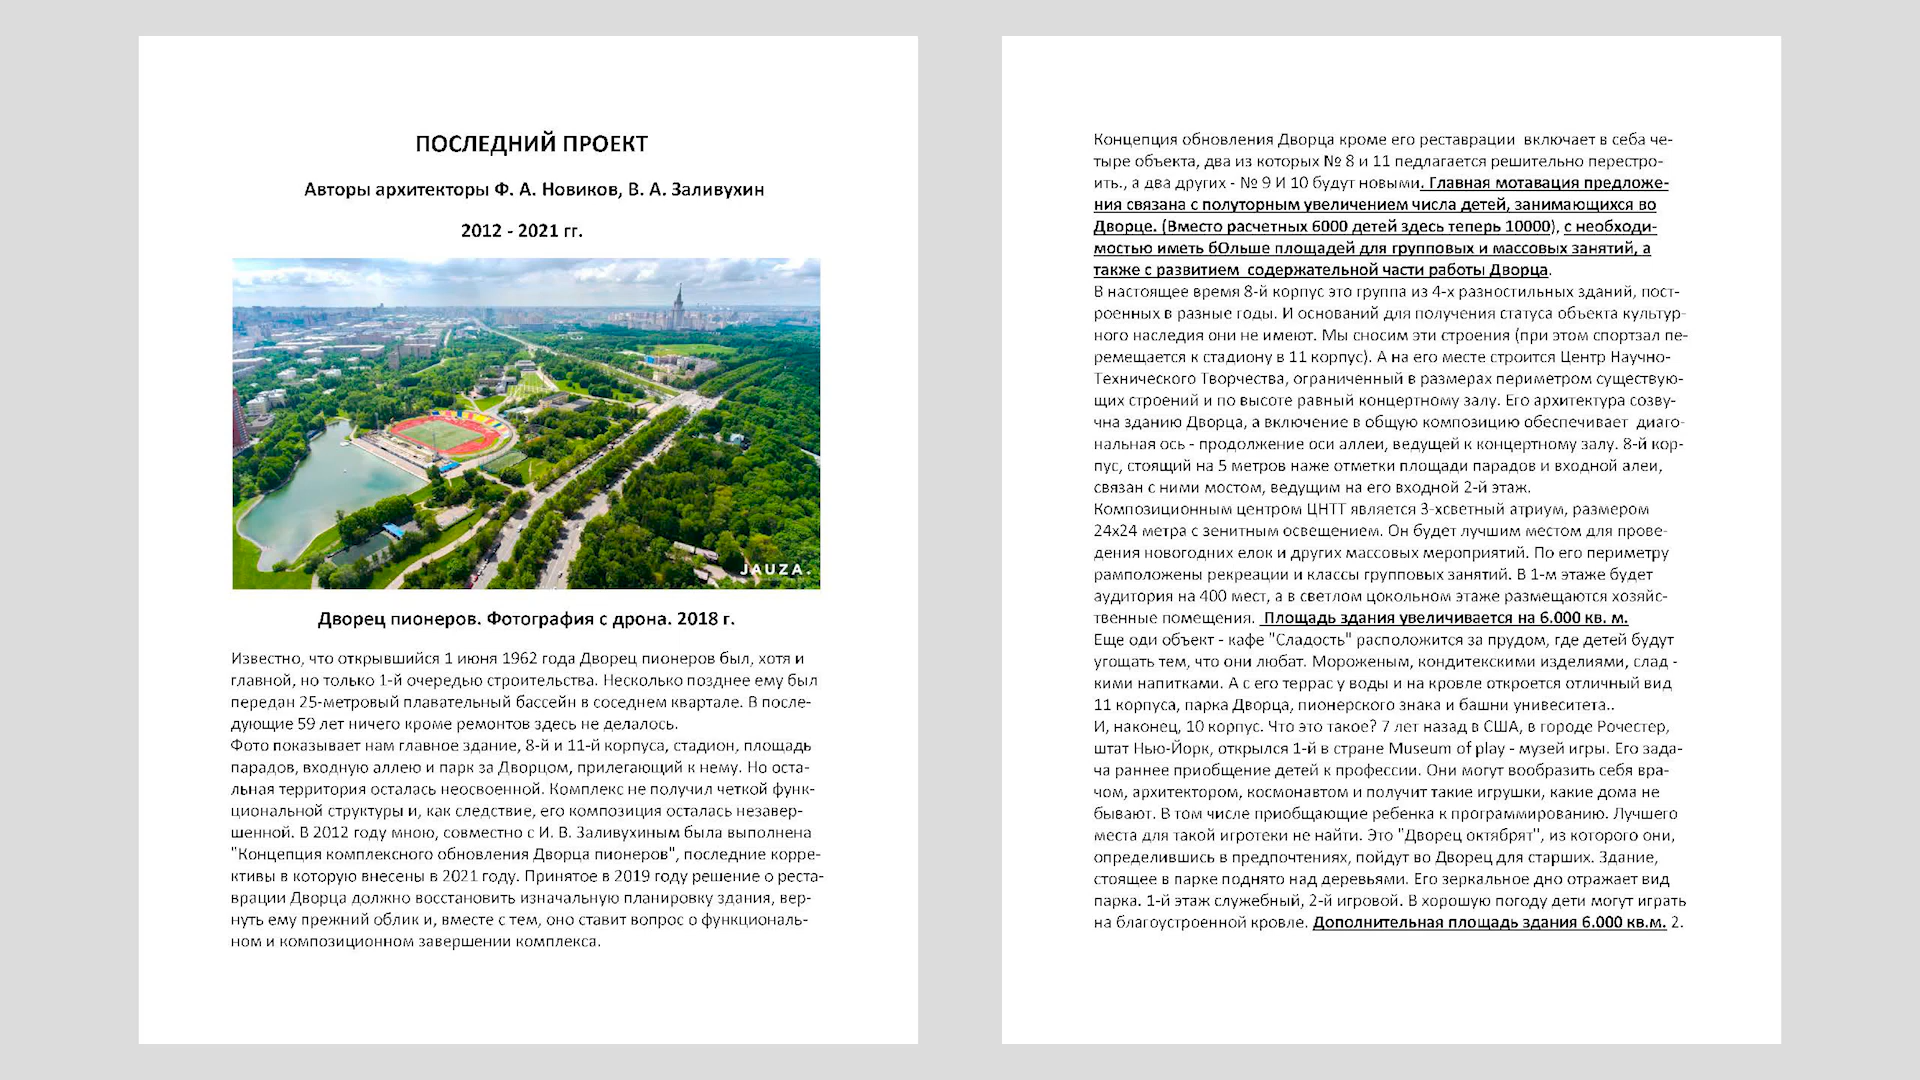 ПОСЛЕДНИЙ ПРОЕКТ
Авторы архитекторы Ф. А. Новиков, В. А. Заливухин
2012 - 2021 гг.
JAUZA.
Дворец пионеров. Фотография с дрона. 2018 г.
Известно, что открывшийся 1 июня 1962 года Дворец пионеров был, хотя и
главной, но только 1-й очередью строительства. Несколько позднее ему был
передан 25-метровый плавательный бассейн в соседнем квартале. В после-
дующие 59 лет ничего кроме ремонтов здесь не делалось.
Фото показывает нам главное здание, 8-й и 11-й корпуса, стадион, площадь
парадов, входную аллею и парк за Дворцом, прилегающий к нему. Но оста-
льная территория осталась неосвоенной. Комплекс не получил четкой функ-
циональной структуры и, как следствие, его композиция осталась незавер-
шенной. В 2012 году мною, совместно с И. В. Заливухиным была выполнена
"Концепция комплексного обновления Дворца пионеров", последние корре-
ктивы в которую внесены в 2021 году. Принятое в 2019 году решение о реста-
врации Дворца должно восстановить изначальную планировку здания, вер-
нуть ему прежний облик и, вместе с тем, оно ставит вопрос о функциональ-
ном и композиционном завершении комплекса.
Концепция обновления Дворца кроме его реставрации включает в себа че-
тыре объекта, два из которых № 8 и 11 педлагается решительно перестро-
ить., а два других - № 9 И 10 будут новыми. Главная мотавация предложе-
ния связана с полуторным увеличением числа детей, занимающихся во
Дворце. (Вместо расчетных 6000 детей здесь теперь 10000), с необходи-
мостью иметь бОльше площадей для групповых и массовых занятий, а
также с развитием содержательной части работы Дворца.
В настоящее время 8-й корпус это группа из 4-х разностильных зданий, пост-
роенных в разные годы. И оснований для получения статуса объекта культур-
ного наследия они не имеют. Мы сносим эти строения (при этом спортзал пе-
ремещается к стадиону в 11 корпус). А на его месте строится Центр Научно-
Технического Творчества, ограниченный в размерах периметром существую-
щих строений и по высоте равный концертному залу. Его архитектура созву-
чна зданию Дворца, а включение в общую композицию обеспечивает диаго-
нальная ось - продолжение оси аллеи, ведущей к концертному залу. 8-й кор-
пус, стоящий на 5 метров наже отметки площади парадов и входной алеи,
связан с ними мостом, ведущим на его входной 2-й этаж.
Композиционным центром ЦНТТ является 3-хсветный атриум, размером
24х24 метра с зенитным освещением. Он будет лучшим местом для прове-
дения новогодних елок и других массовых мероприятий. По его периметру
рамположены рекреации и классы групповых занятий. В 1-м этаже будет
аудитория на 400 мест, а в светлом цокольном этаже размещаются хозяйс-
твенные помещения. Площадь здания увеличивается на 6.000 кв. м.
Еще оди объект - кафе "Сладость" расположится за прудом, где детей будут
угощать тем, что они любат. Мороженым, кондитекскими изделиями, слад -
кими напитками. А с его террас у воды и на кровле откроется отличный вид
11 корпуса, парка Дворца, пионерского знака и башни унивеситета..
И, наконец, 10 корпус. Что это такое? 7 лет назад в США, в городе Рочестер,
штат Нью-Йорк, открылся 1-й в стране Museum of play - музей игры. Его зада-
ча раннее приобщение детей к профессии. Они могут вообразить себя вра-
чом, архитектором, космонавтом и получит такие игрушки, какие дома не
бывают. В том числе приобщающие ребенка к программированию. Лучшего
места для такой игротеки не найти. Это "Дворец октябрят", из которого они,
определившись в предпочтениях, пойдут во Дворец для старших. Здание,
стоящее в парке поднято над деревьями. Его зеркальное дно отражает вид
парка. 1-й этаж служебный, 2-й игровой. В хорошую погоду дети могут играть
на благоустроенной кровле. Дополнительная площадь здания 6.000 кв.м. 2.